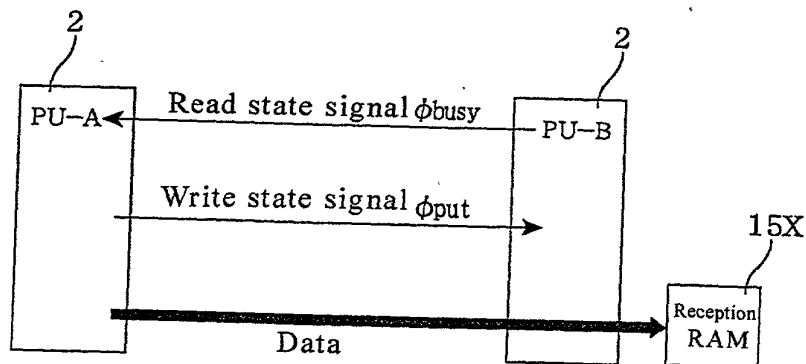 2
2
Read state signal ϕbusy
PU-A
PU-B
Write state signal ϕput
15X
Reception
RAM
Data